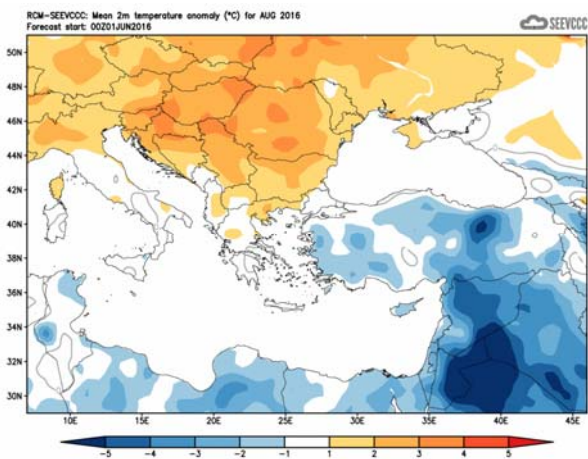 RCM-SEEVCCC: Mean 2m temperature anomaly (°C) for AUG 2016
Forecast start: 00Z01JUN2016
SEEVCCC
50N
48N
46N
44N
42N
40N
38N
36N
34N
32N
30N
10E 15E 20E 25E 30E 35E 40E 45E
-5 -4 -3 -2 -1 1 2 3 4 5